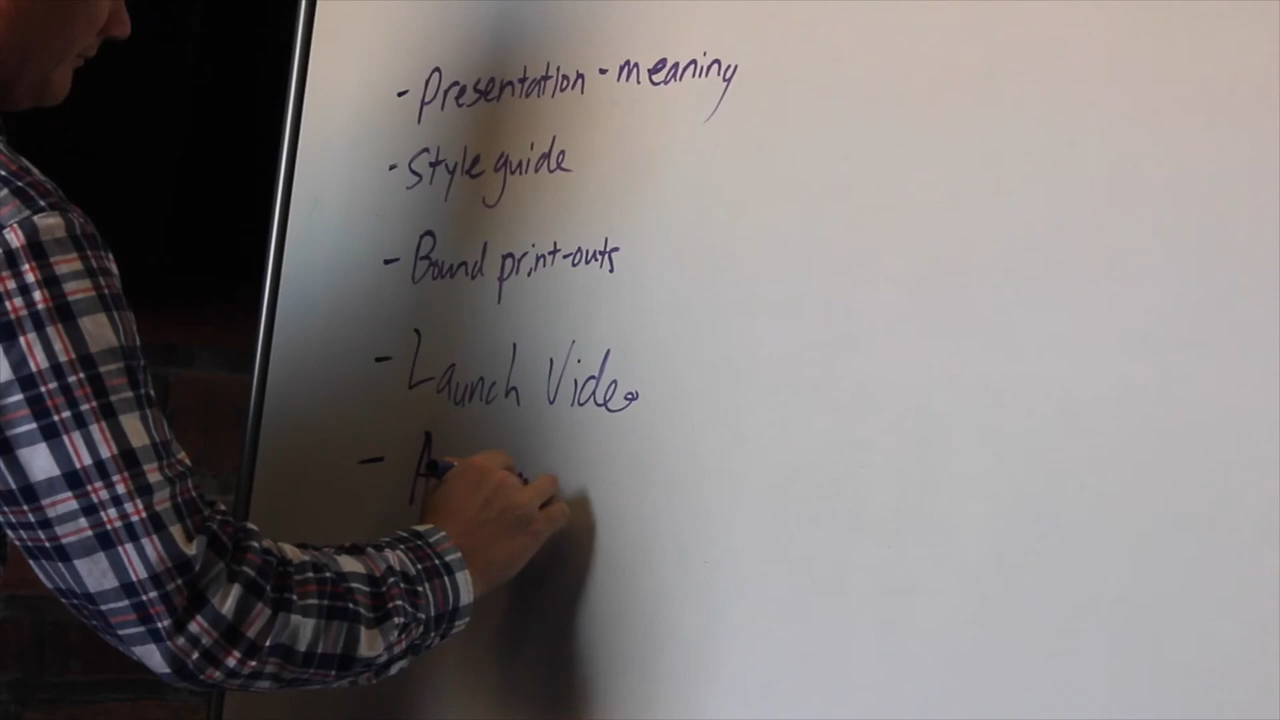 - Presentation - meaning
- Style guide
- Bound print-outs
- Launch Video
- A